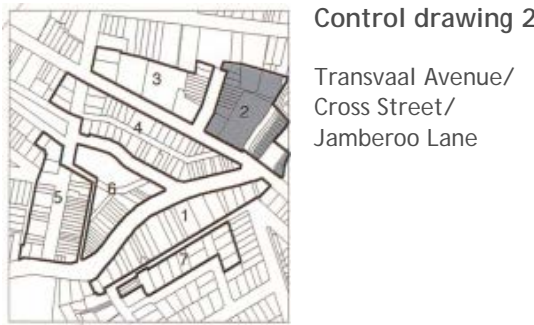 Control drawing 2
Transvaal Avenue/
Cross Street/
Jamberoo Lane
3
2
4
6
5
1
7